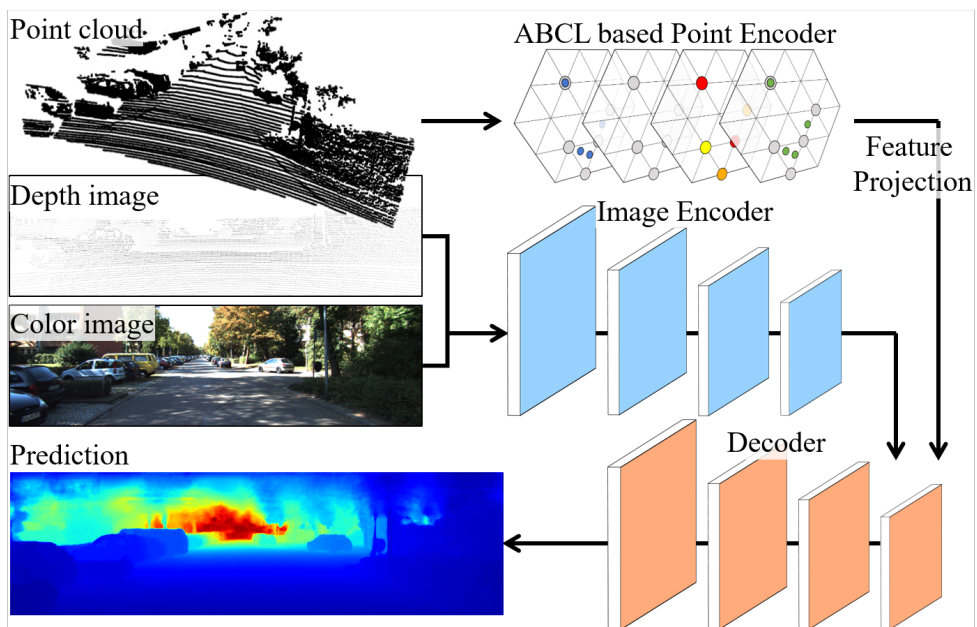 Point cloud
ABCL based Point Encoder
Feature
Projection
Depth image
Image Encoder
Color image
Decoder
Prediction